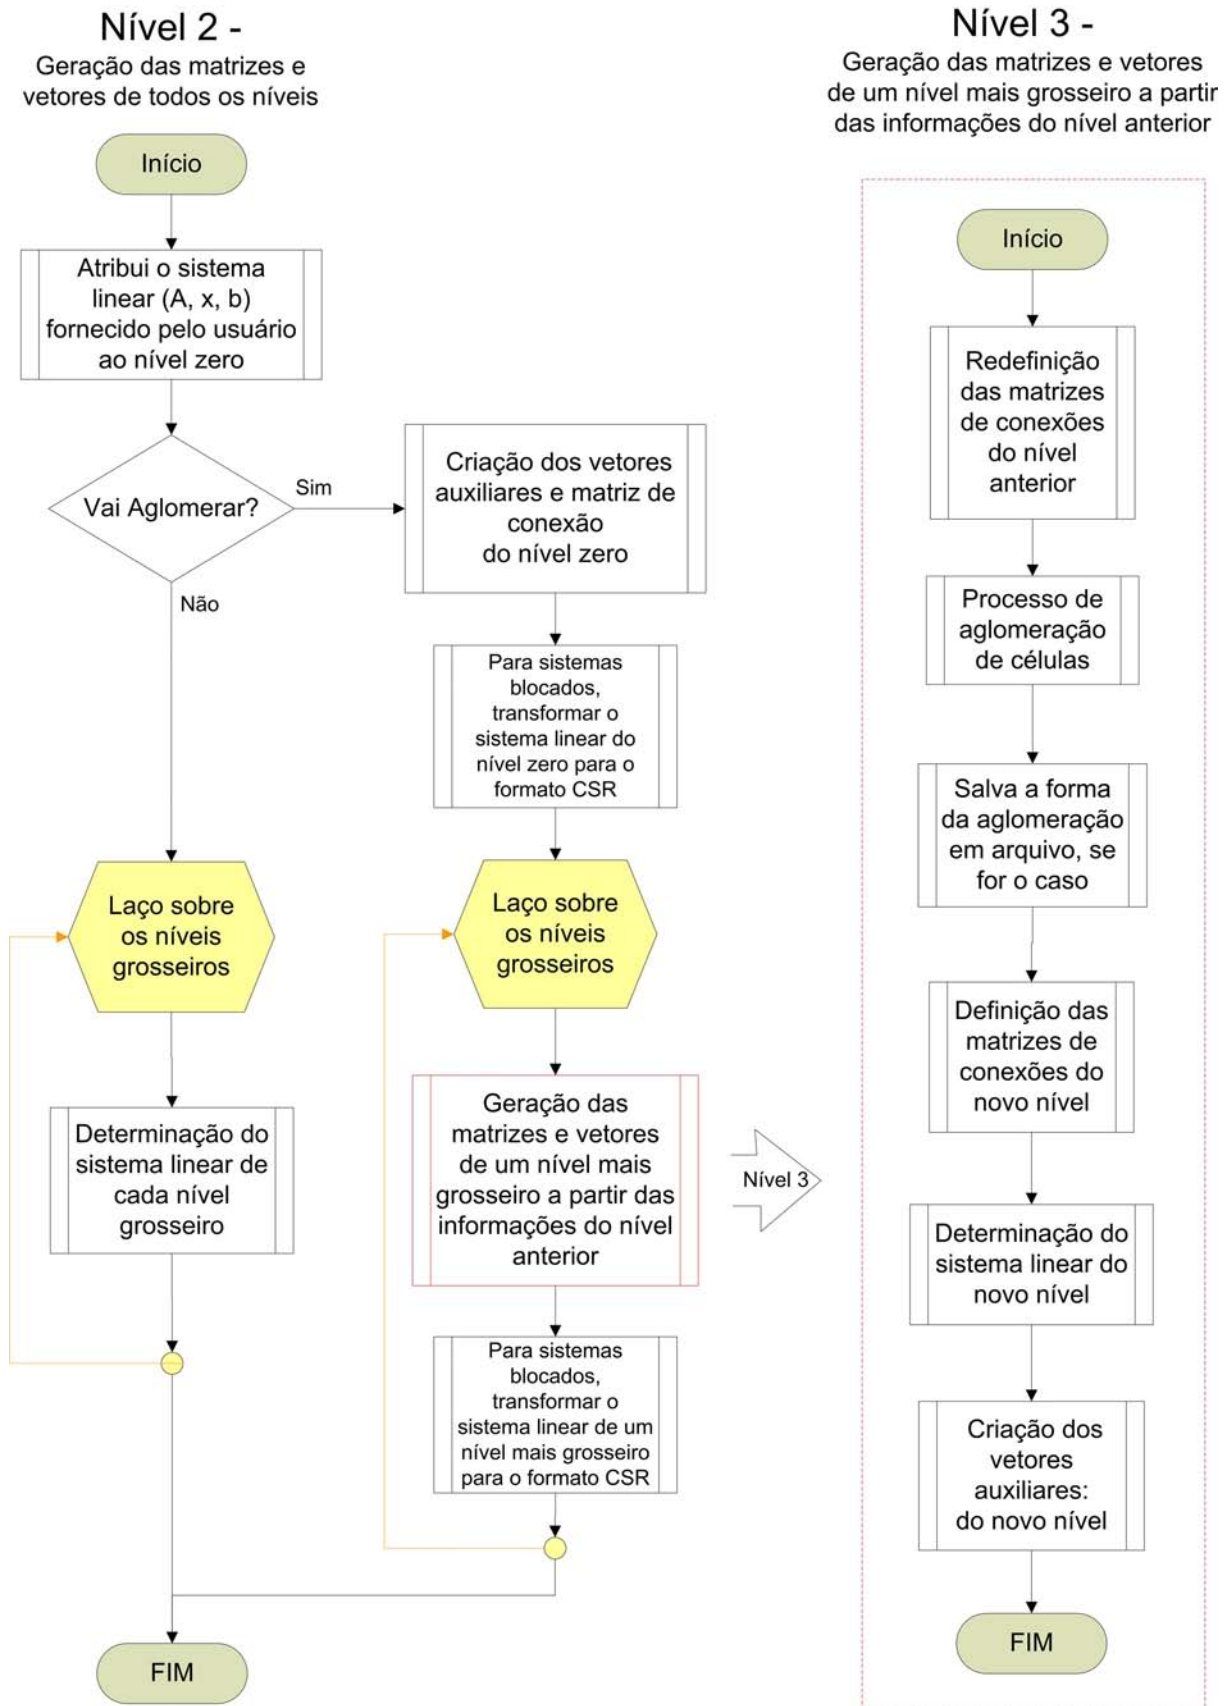 Nível 2 -
Geração das matrizes e
vetores de todos os níveis
Início
Atribui o sistema
linear (A, x, b)
fornecido pelo usuário
ao nível zero
Vai Aglomerar?
Sim
Não
Criação dos vetores
auxiliares e matriz de
conexão
do nível zero
Para sistemas
blocados,
transformar o
sistema linear do
nível zero para o
formato CSR
Laço sobre
os níveis
grosseiros
Determinação do
sistema linear de
cada nível
grosseiro
Laço sobre
os níveis
grosseiros
Geração das
matrizes e vetores
de um nível mais
grosseiro a partir das
informações do nível
anterior
Nível 3
Para sistemas
blocados,
transformar o
sistema linear de um
nível mais grosseiro
para o formato CSR
FIM
Nível 3 -
Geração das matrizes e vetores
de um nível mais grosseiro a partir
das informações do nível anterior
Início
Redefinição
das matrizes
de conexões
do nível
anterior
Processo de
aglomeração
de células
Salva a forma
da aglomeração
em arquivo, se
for o caso
Definição das
matrizes de
conexões do
novo nível
Determinação do
sistema linear do
novo nível
Criação dos
vetores
auxiliares:
do novo nível
FIM